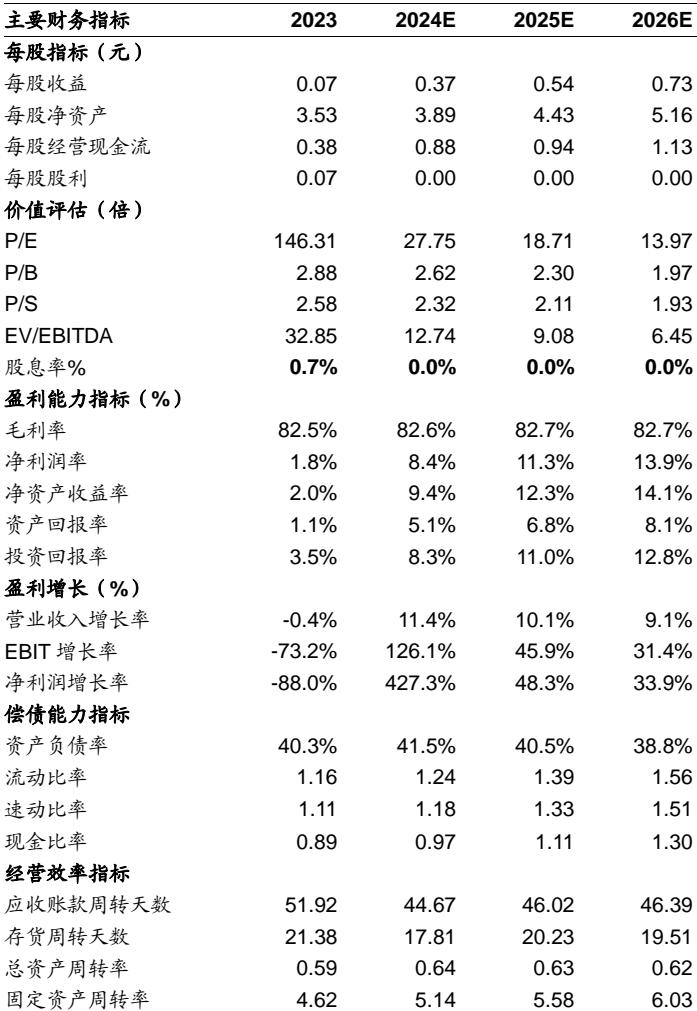 主要财务指标 2023 2024E 2025E 2026E
每股指标（元）
每股收益 0.07 0.37 0.54 0.73
每股净资产 3.53 3.89 4.43 5.16
每股经营现金流 0.38 0.88 0.94 1.13
每股股利 0.07 0.00 0.00 0.00
价值评估（倍）
P/E 146.31 27.75 18.71 13.97
P/B 2.88 2.62 2.30 1.97
P/S 2.58 2.32 2.11 1.93
EV/EBITDA 32.85 12.74 9.08 6.45
股息率% 0.7% 0.0% 0.0% 0.0%
盈利能力指标（%）
毛利率 82.5% 82.6% 82.7% 82.7%
净利润率 1.8% 8.4% 11.3% 13.9%
净资产收益率 2.0% 9.4% 12.3% 14.1%
资产回报率 1.1% 5.1% 6.8% 8.1%
投资回报率 3.5% 8.3% 11.0% 12.8%
盈利增长（%）
营业收入增长率 -0.4% 11.4% 10.1% 9.1%
EBIT 增长率 -73.2% 126.1% 45.9% 31.4%
净利润增长率 -88.0% 427.3% 48.3% 33.9%
偿债能力指标
资产负债率 40.3% 41.5% 40.5% 38.8%
流动比率 1.16 1.24 1.39 1.56
速动比率 1.11 1.18 1.33 1.51
现金比率 0.89 0.97 1.11 1.30
经营效率指标
应收账款周转天数 51.92 44.67 46.02 46.39
存货周转天数 21.38 17.81 20.23 19.51
总资产周转率 0.59 0.64 0.63 0.62
固定资产周转率 4.62 5.14 5.58 6.03